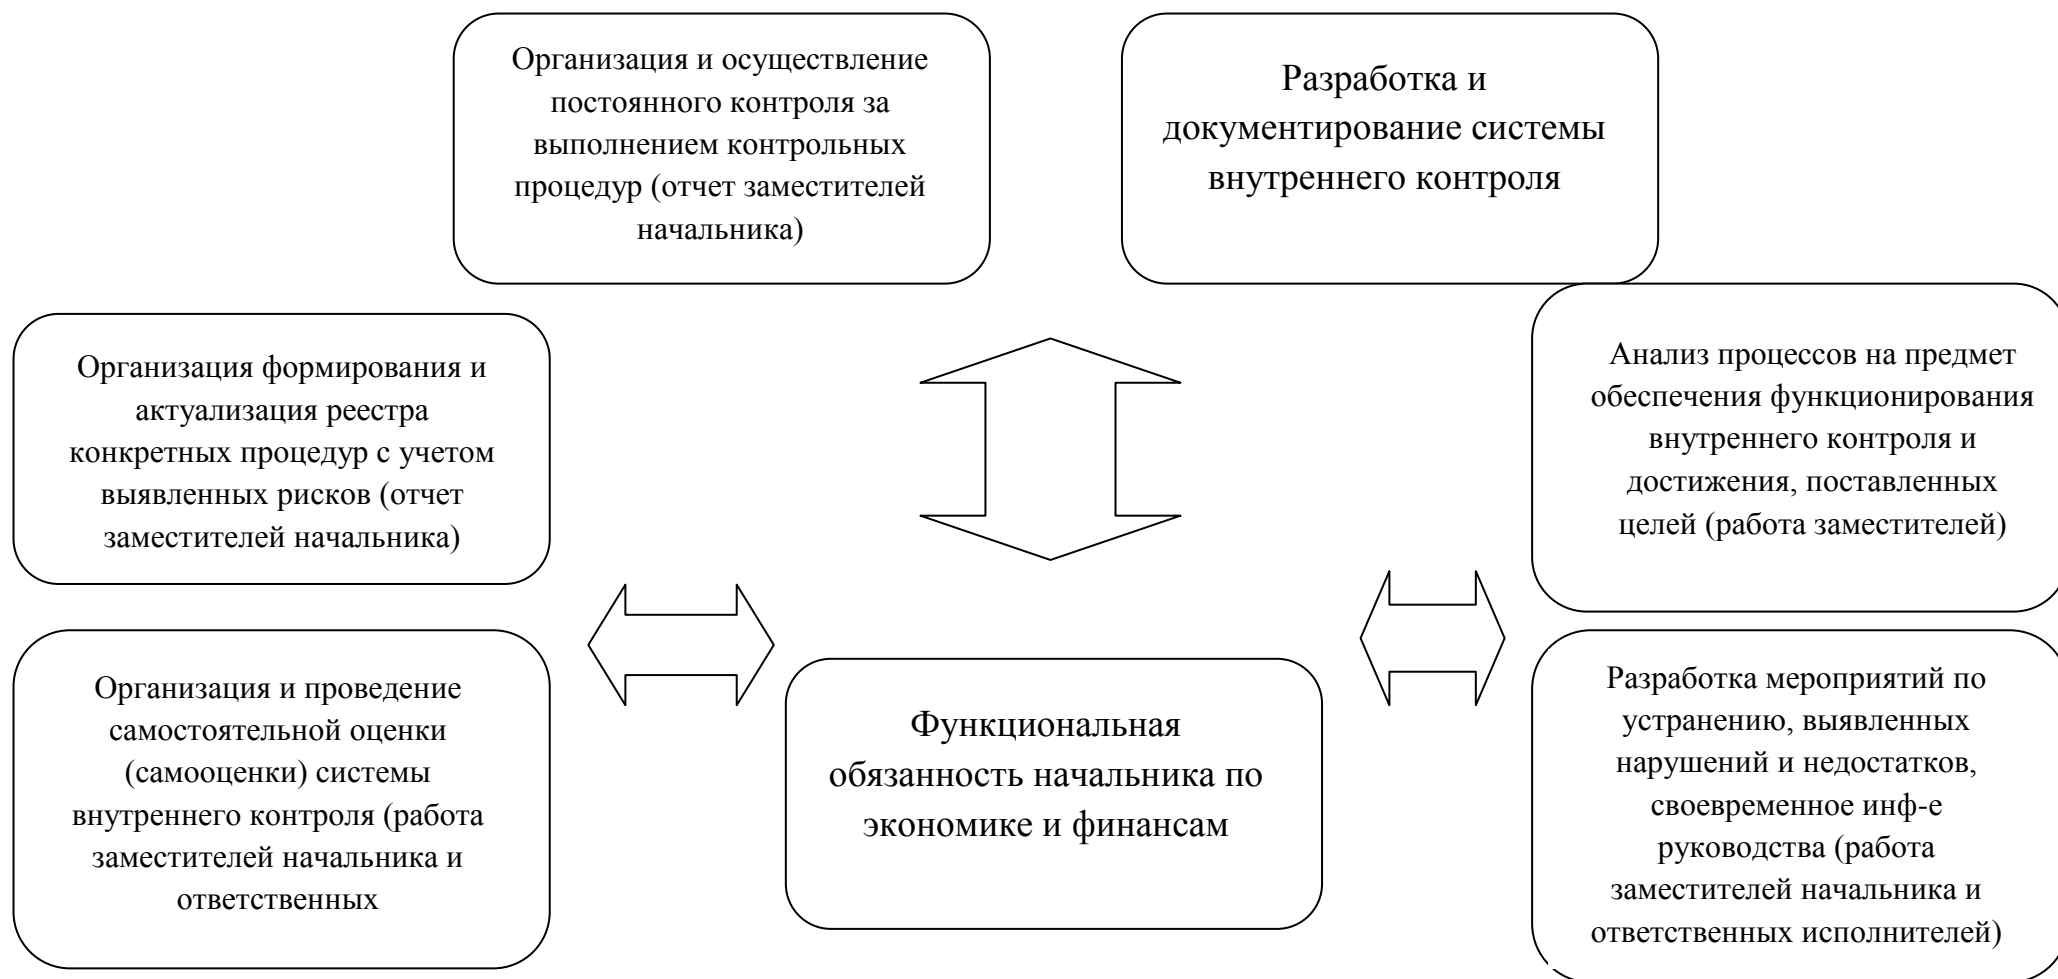 Организация и осуществление
постоянного контроля за
выполнением контрольных
процедур (отчет заместителей
начальника)
Разработка и
документирование системы
внутреннего контроля
Организация формирования и
актуализация реестра
конкретных процедур с учетом
выявленных рисков (отчет
заместителей начальника)
Анализ процессов на предмет
обеспечения функционирования
внутреннего контроля и
достижения, поставленных
целей (работа заместителей)
Организация и проведение
самостоятельной оценки
(самооценки) системы
внутреннего контроля (работа
заместителей начальника и
ответственных
Функциональная
обязанность начальника по
экономике и финансам
Разработка мероприятий по
устранению, выявленных
нарушений и недостатков,
своевременное инф-е
руководства (работа
заместителей начальника и
ответственных исполнителей)